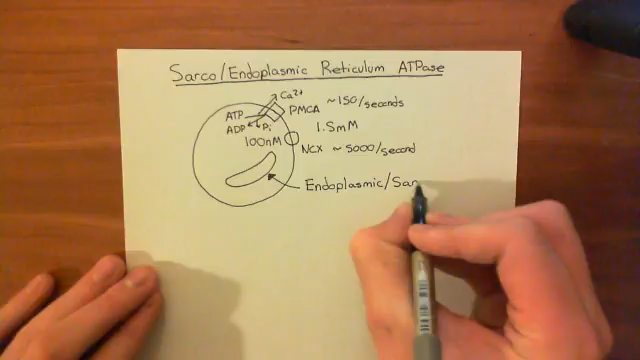 Sarco/Endoplasmic Reticulum ATPase
Ca²⁺
ATP
PMCA ~150/seconds
ADP
Pi
1.5mM
100nM
NCX ~5000/second
Endoplasmic/Sar